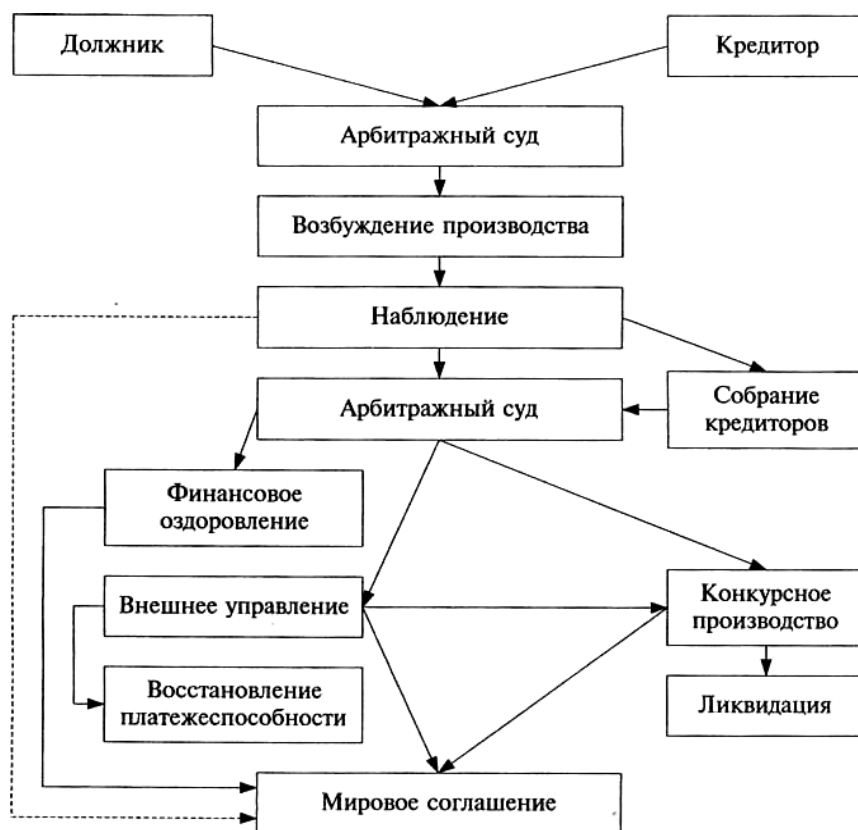 Должник
Кредитор
Арбитражный суд
Возбуждение производства
Наблюдение
Арбитражный суд
Собрание
кредиторов
Финансовое
оздоровление
Внешнее управление
Конкурсное
производство
Восстановление
платежеспособности
Ликвидация
Мировое соглашение